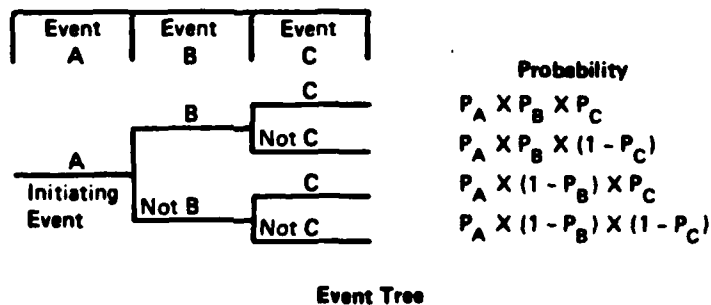 Event Event Event
A B C
Probability
C
P_A X P_B X P_C
B
Not C
P_A X P_B X (1 - P_C)
A
C
P_A X (1 - P_B) X P_C
Initiating
Event
Not B
Not C
P_A X (1 - P_B) X (1 - P_C)
Event Tree